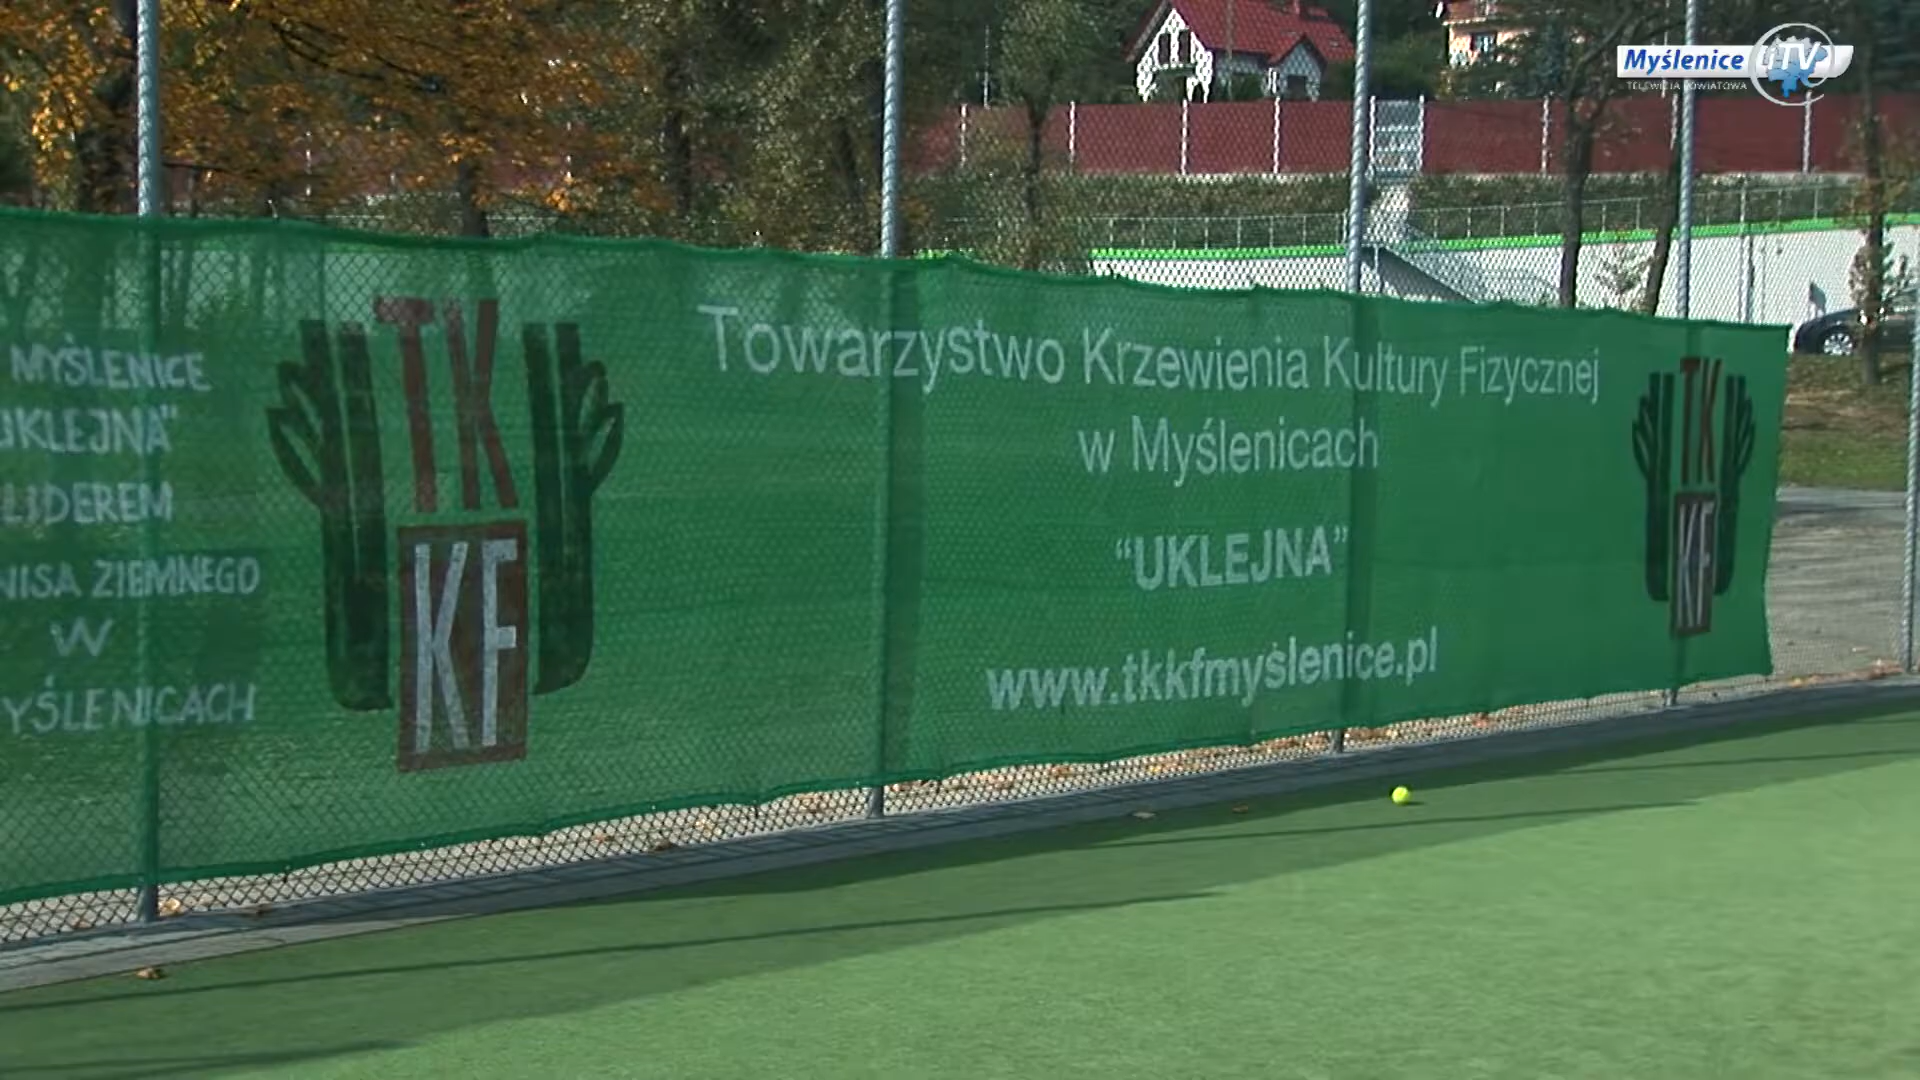 Myślenice iTV
TELEWIZJA POWIATOWA
MYŚLENICE
UKLEJNA"
LIDEREM
NISA ZIEMNEGO
W
YŚLENICACH
TK
KF
Towarzystwo Krzewienia Kultury Fizycznej
w Myślenicach
“UKLEJNA”
www.tkkfmyślenice.pl
TK
KF